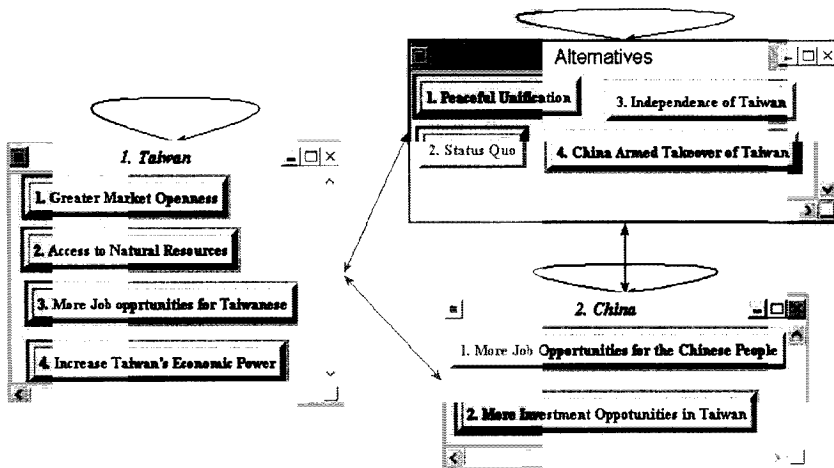 Alternatives
1. Peaceful Unification
3. Independence of Taiwan
2. Status Quo
4. China Armed Takeover of Taiwan
1. Taiwan
1. Greater Market Openness
2. Access to Natural Resources
3. More Job opprtunities for Taiwanese
4. Increase Taiwan's Economic Power
2. China
1. More Job Opportunities for the Chinese People
2. More Investment Oppotunities in Taiwan